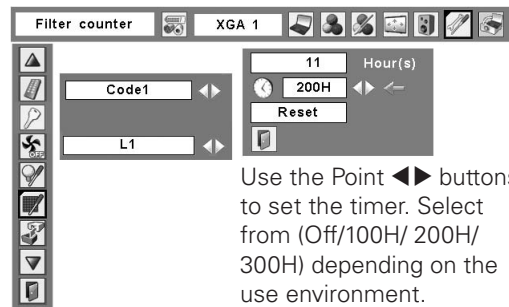 Filter counter
XGA 1
11 Hour(s)
Code1
200H
Reset
L1
OFF
Use the Point ◀▶ buttons
to set the timer. Select
from (Off/100H/ 200H/
300H) depending on the
use environment.